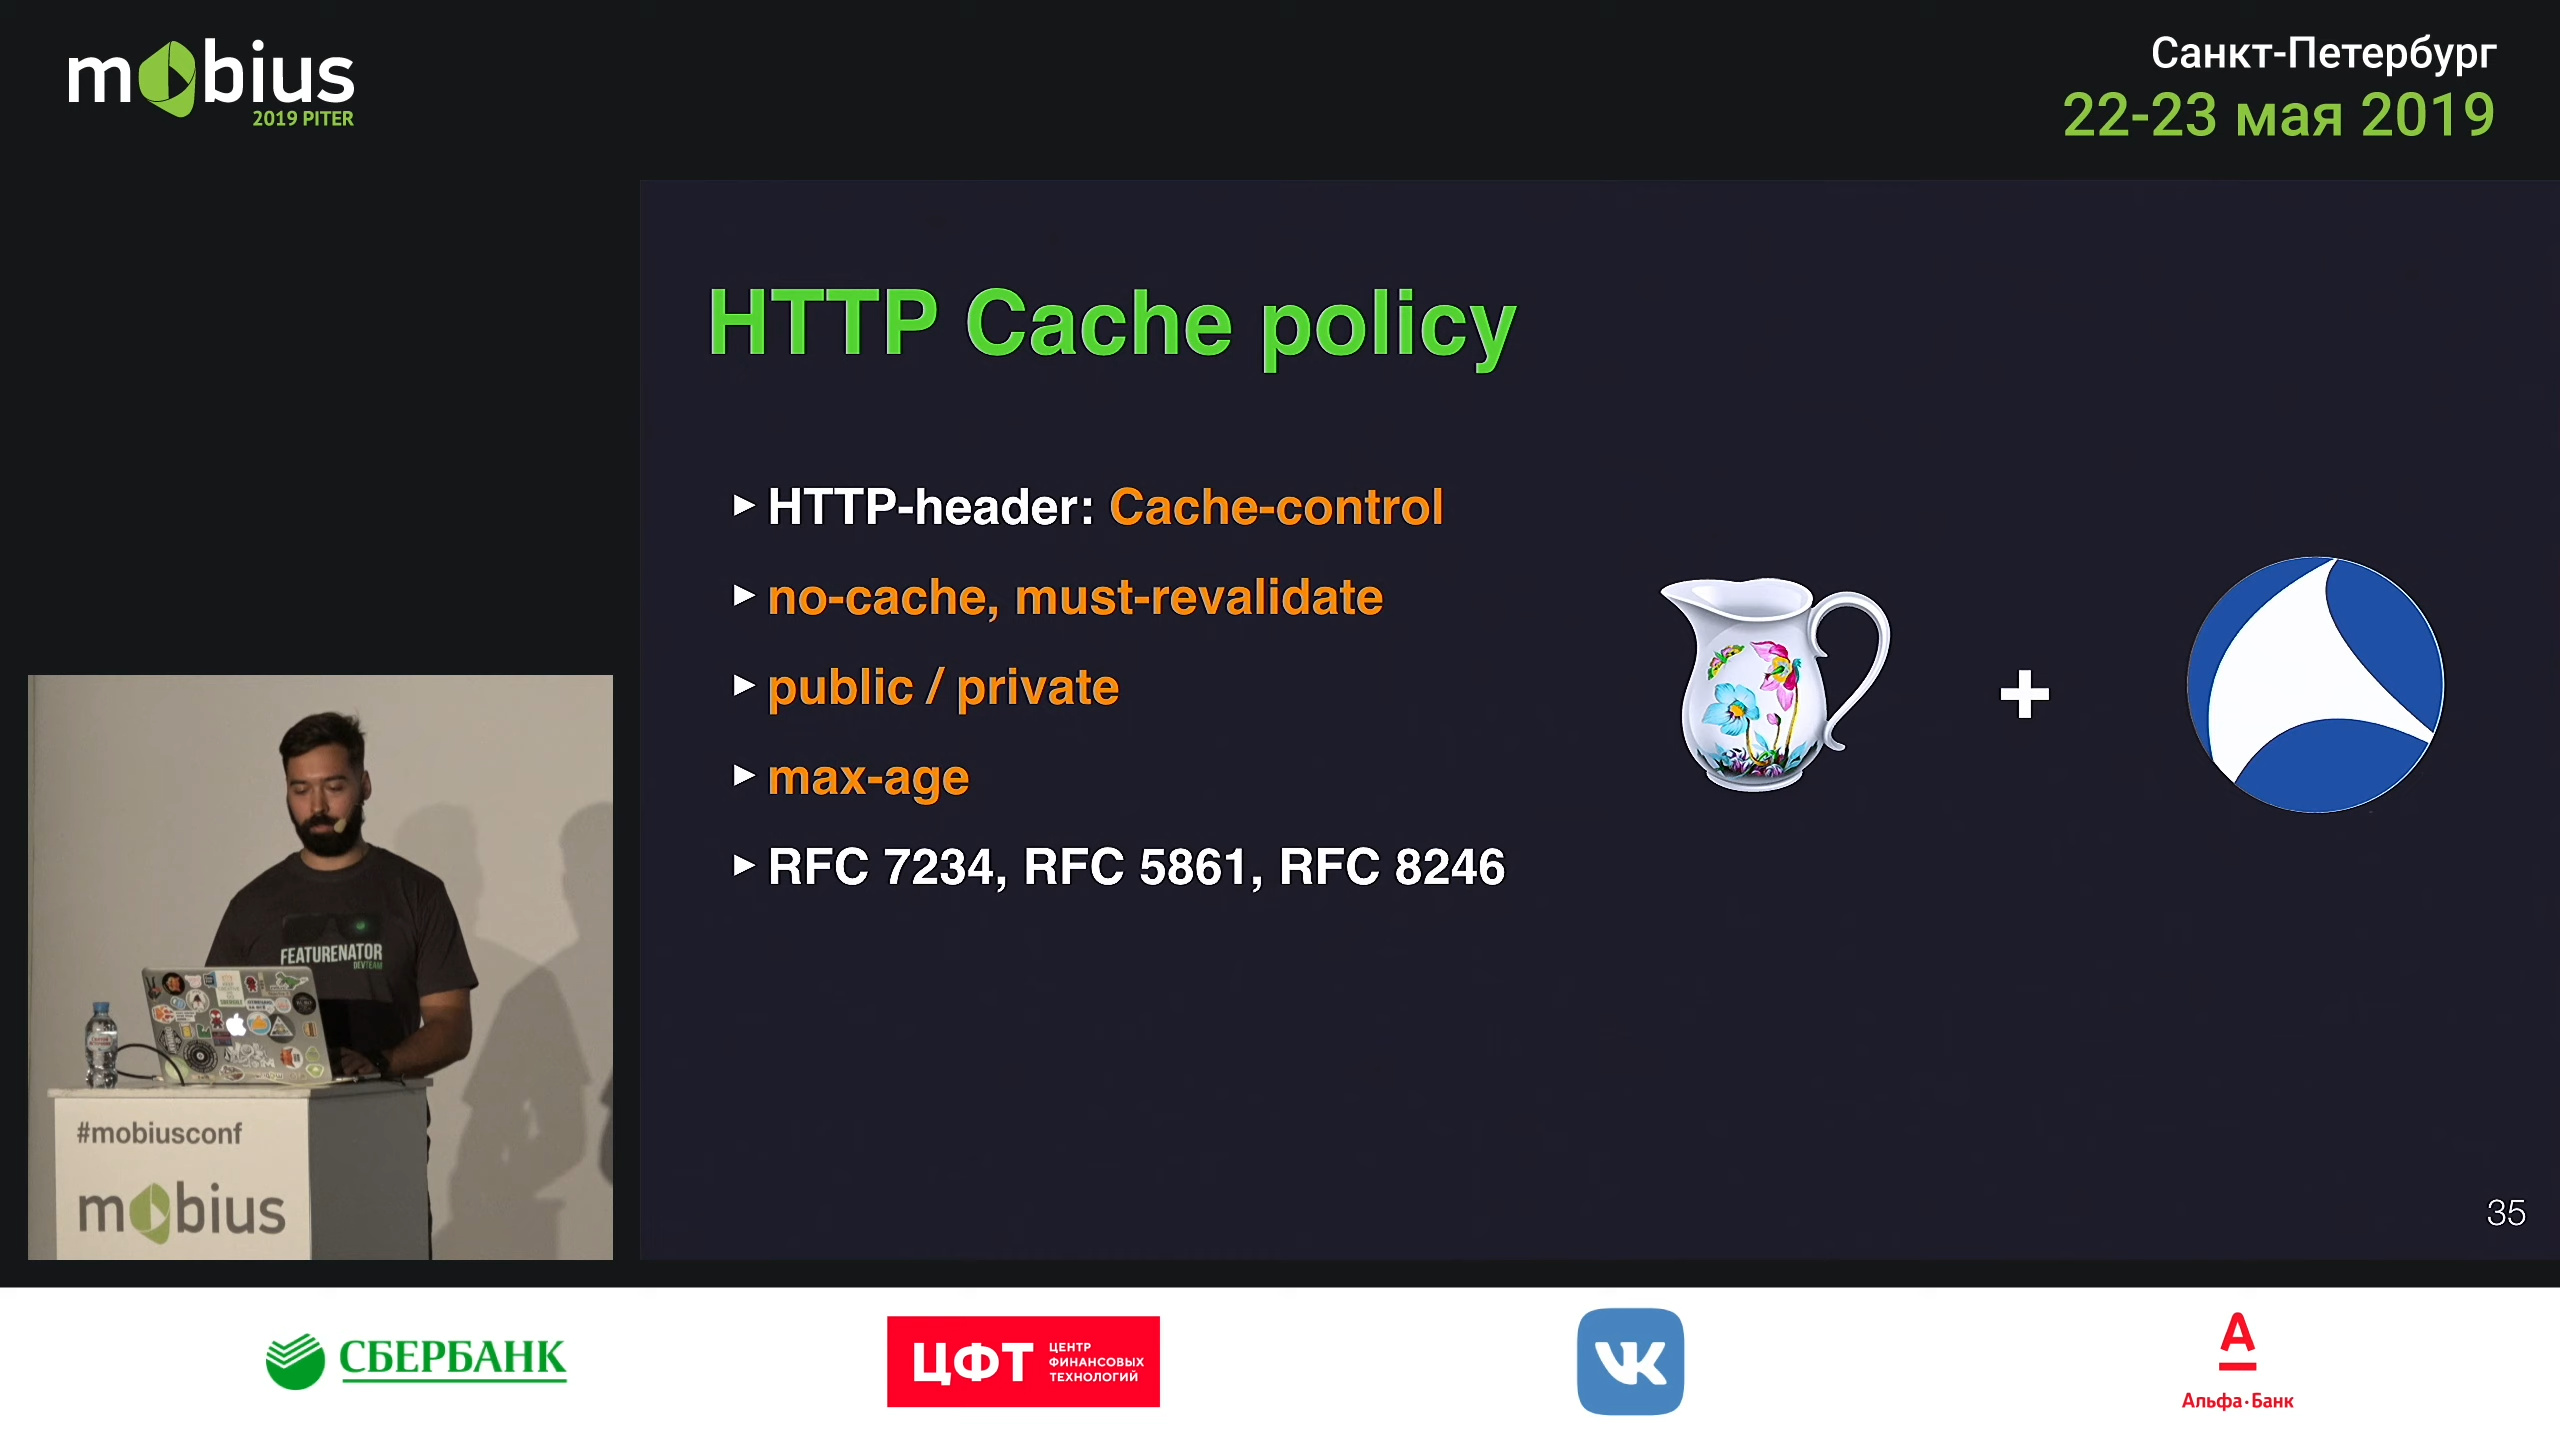 mobius
2019 PITER
Санкт-Петербург
22-23 мая 2019
HTTP Cache policy
HTTP-header: Cache-control
no-cache, must-revalidate
public / private
max-age
RFC 7234, RFC 5861, RFC 8246
35
FEATURENATOR
DEVTEAM
#mobiusconf
mobius
СБЕРБАНК
ЦФТ
ЦЕНТР
ФИНАНСОВЫХ
ТЕХНОЛОГИЙ
VK
А
Альфа·Банк